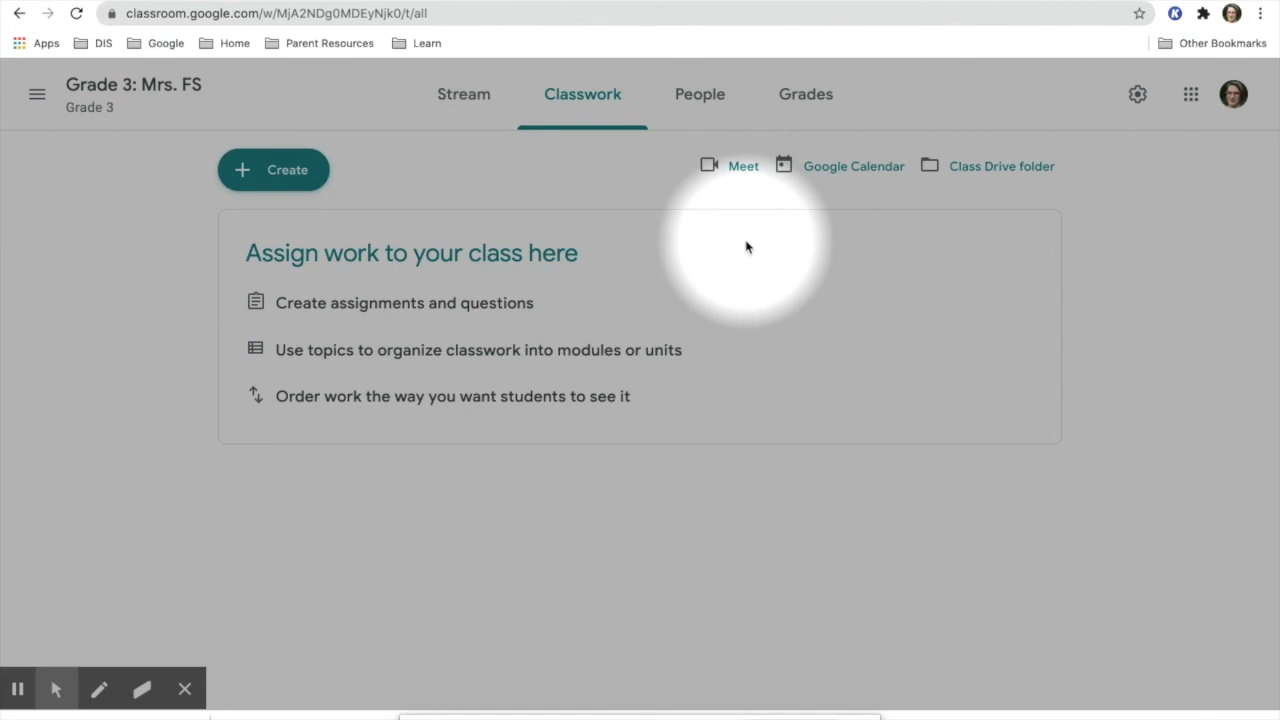 classroom.google.com/w/MjA2NDg0MDEyNjk0/t/all
K
Apps DIS Google Home Parent Resources Learn Other Bookmarks
Grade 3: Mrs. FS
Grade 3
Stream Classwork People Grades
Create
Meet Google Calendar Class Drive folder
Assign work to your class here
Create assignments and questions
Use topics to organize classwork into modules or units
Order work the way you want students to see it